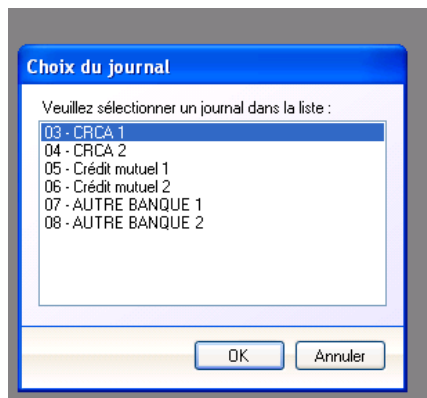 Choix du journal
Veuillez sélectionner un journal dans la liste :
03 - CRCA 1
04 - CRCA 2
05 - Crédit mutuel 1
06 - Crédit mutuel 2
07 - AUTRE BANQUE 1
08 - AUTRE BANQUE 2
OK
Annuler